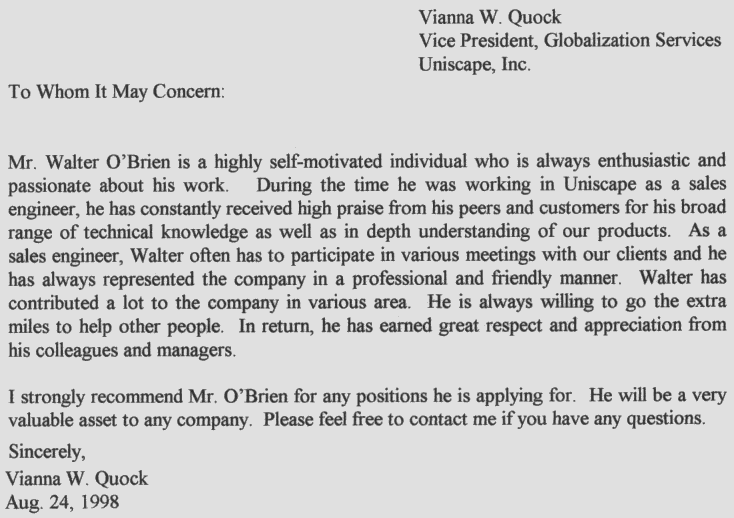 Vianna W. Quock
Vice President, Globalization Services
Uniscape, Inc.
To Whom It May Concern:
Mr. Walter O'Brien is a highly self-motivated individual who is always enthusiastic and
passionate about his work. During the time he was working in Uniscape as a sales
engineer, he has constantly received high praise from his peers and customers for his broad
range of technical knowledge as well as in depth understanding of our products. As a
sales engineer, Walter often has to participate in various meetings with our clients and he
has always represented the company in a professional and friendly manner. Walter has
contributed a lot to the company in various area. He is always willing to go the extra
miles to help other people. In return, he has earned great respect and appreciation from
his colleagues and managers.
I strongly recommend Mr. O'Brien for any positions he is applying for. He will be a very
valuable asset to any company. Please feel free to contact me if you have any questions.
Sincerely,
Vianna W. Quock
Aug. 24, 1998